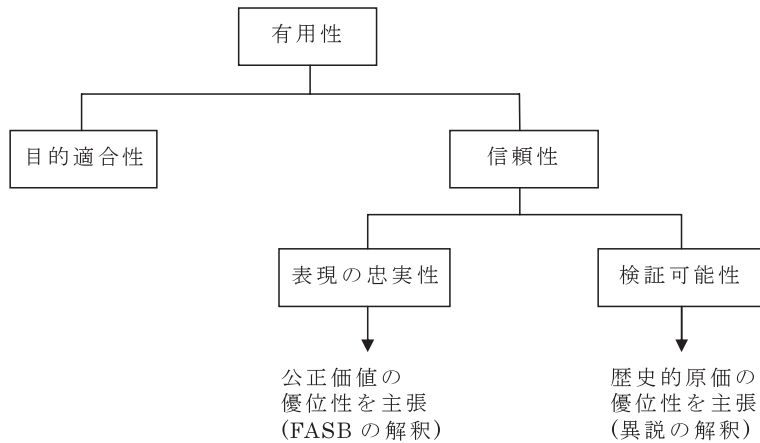 有用性
目的適合性
信頼性
表現の忠実性
検証可能性
公正価値の
優位性を主張
(FASB の解釈)
歴史的原価の
優位性を主張
(異説の解釈)